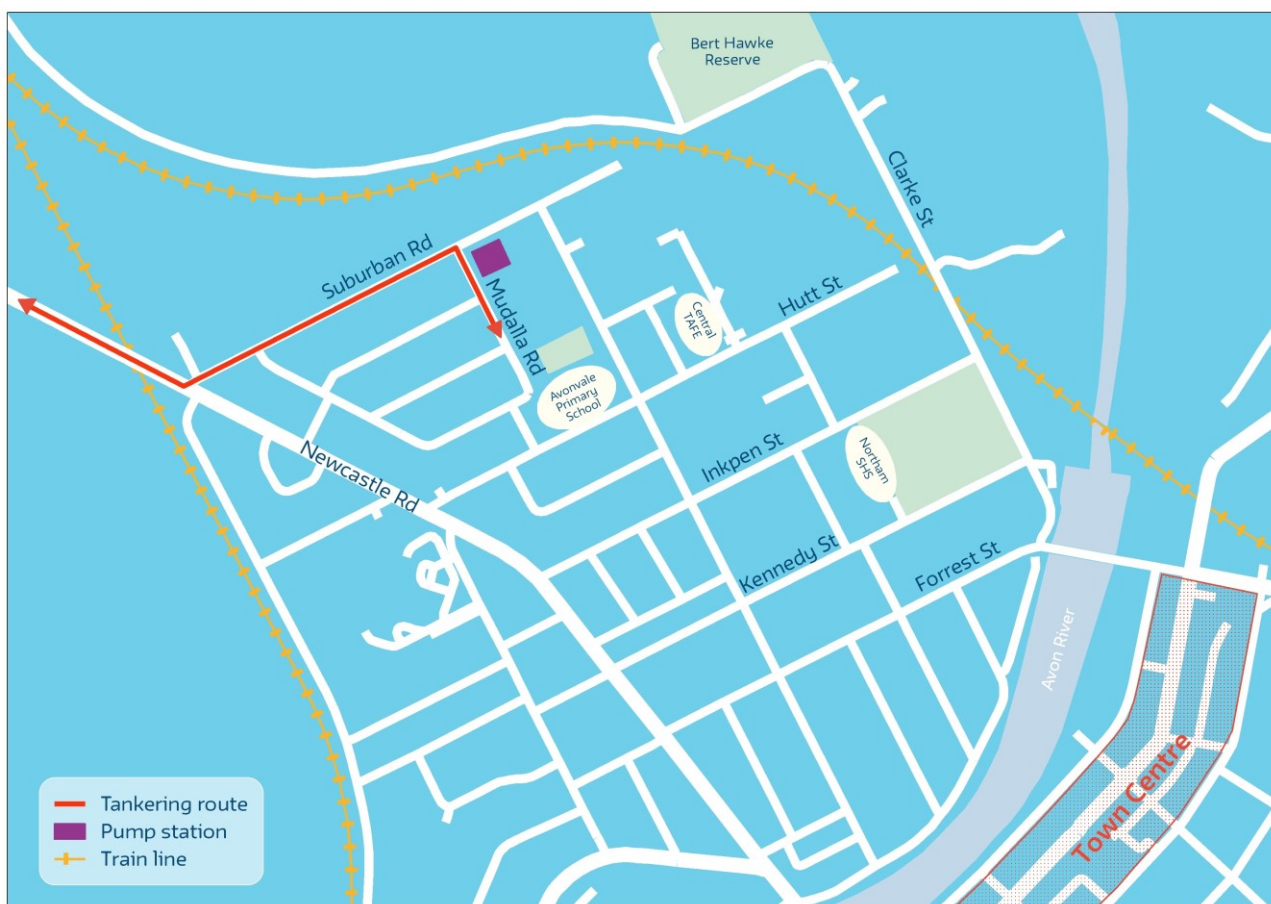 Bert Hawke
Reserve
Clarke St
Suburban Rd
Mudalla Rd
Hutt St
Central
TAFE
Avonvale
Primary
School
Newcastle Rd
Inkpen St
Northam
SHS
Kennedy St
Forrest St
Avon River
Town Centre
Tankering route
Pump station
Train line